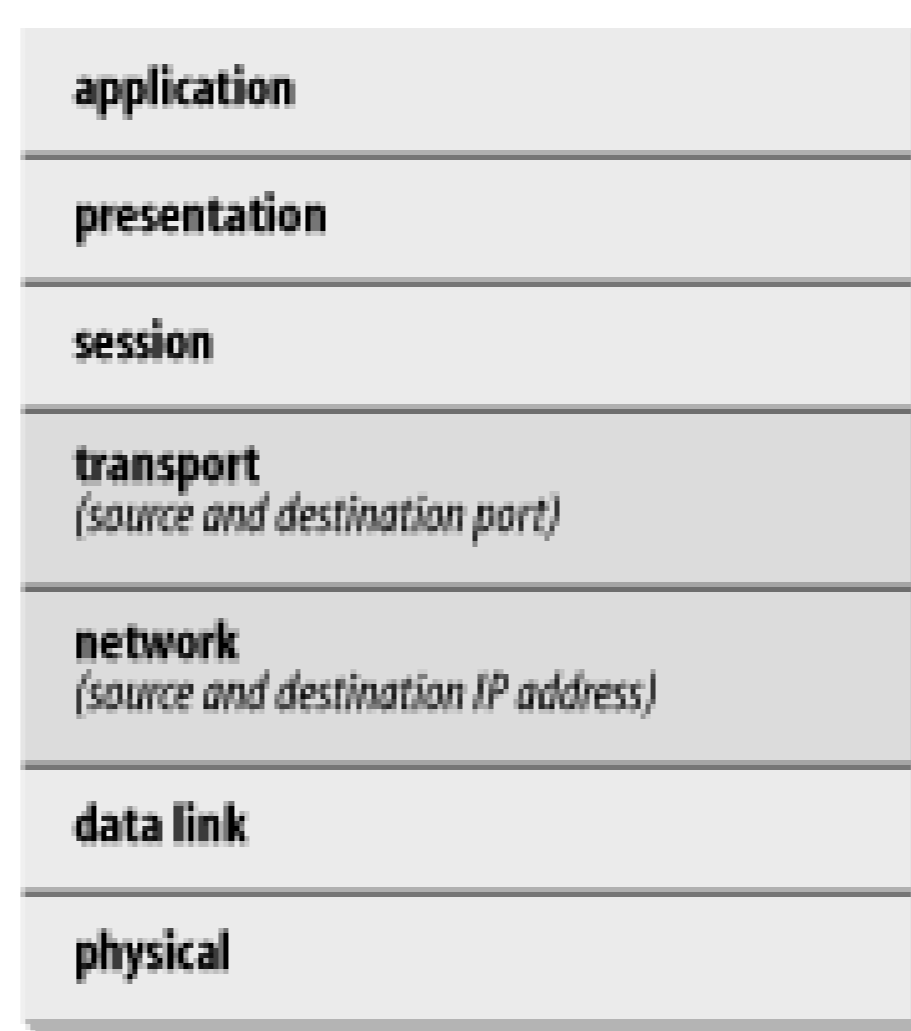 application
presentation
session
transport
(source and destination port)
network
(source and destination IP address)
data link
physical